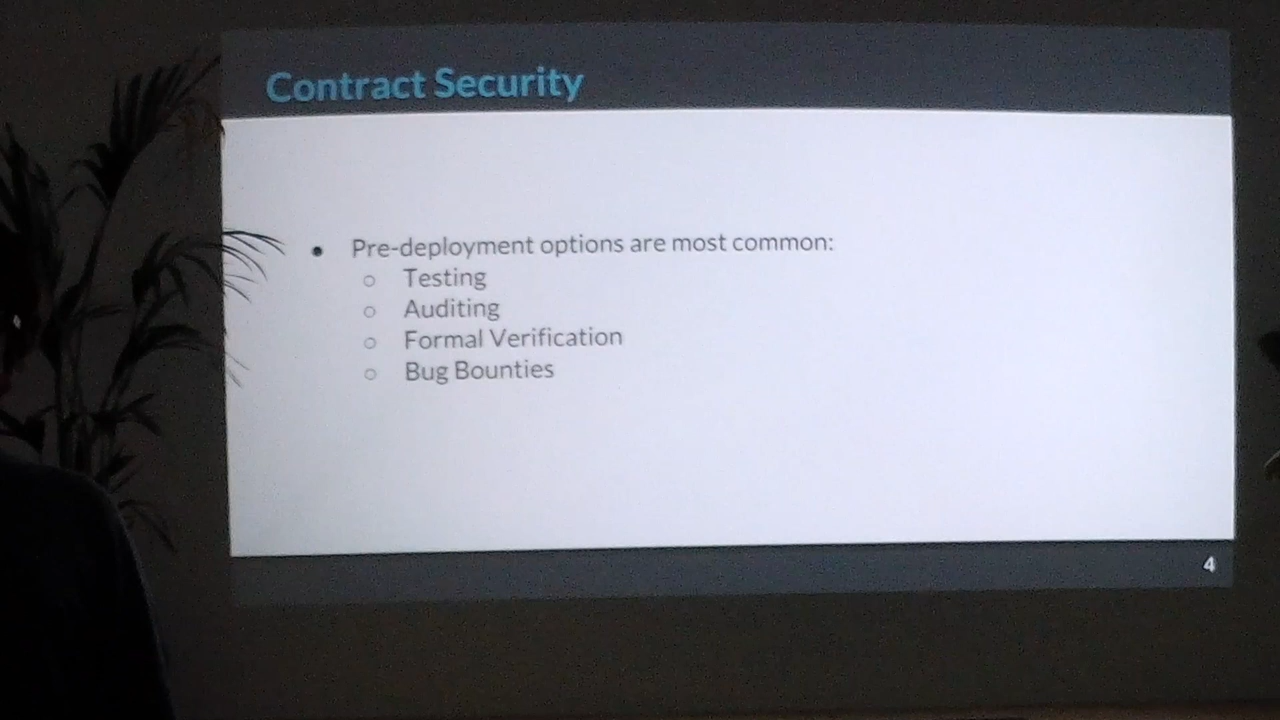 Contract Security
● Pre-deployment options are most common:
○ Testing
○ Auditing
○ Formal Verification
○ Bug Bounties
4